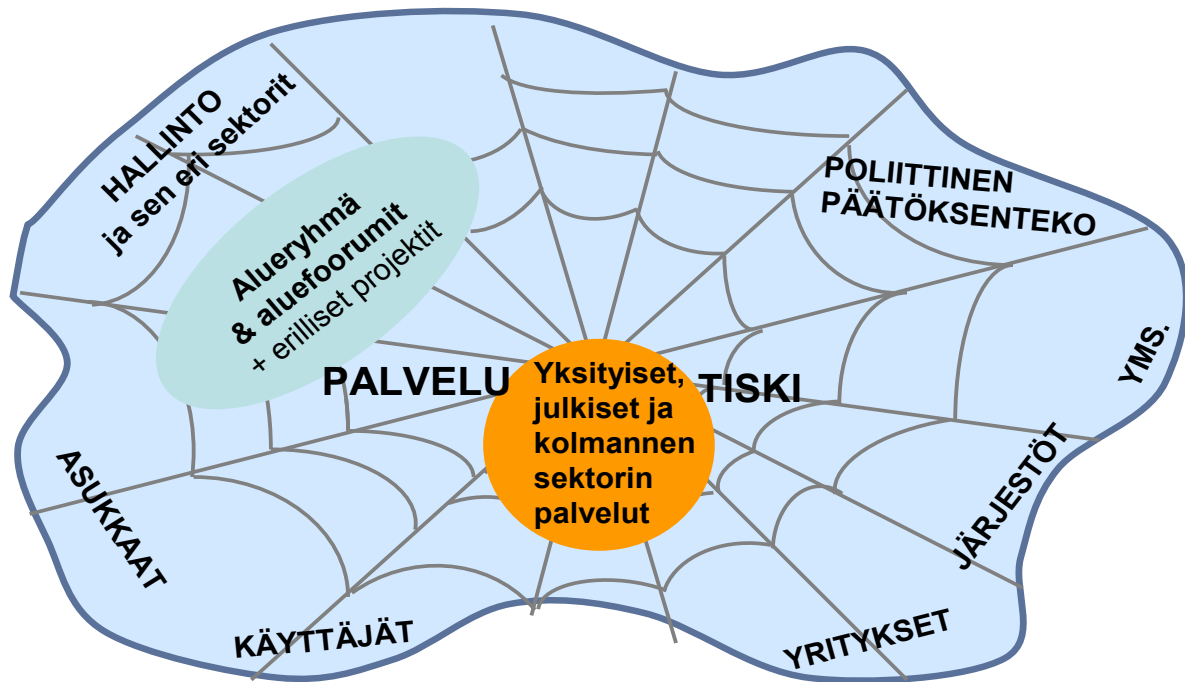 HALLINTO
ja sen eri sektorit
Alueryhmä
& aluefoorumit
+ erilliset projektit
POLIITTINEN
PÄÄTÖKSENTEKO
YMS.
PALVELU
TISKI
Yksityiset,
julkiset ja
kolmannen
sektorin
palvelut
ASUKKAAT
JÄRJESTÖT
KÄYTTÄJÄT
YRITYKSET